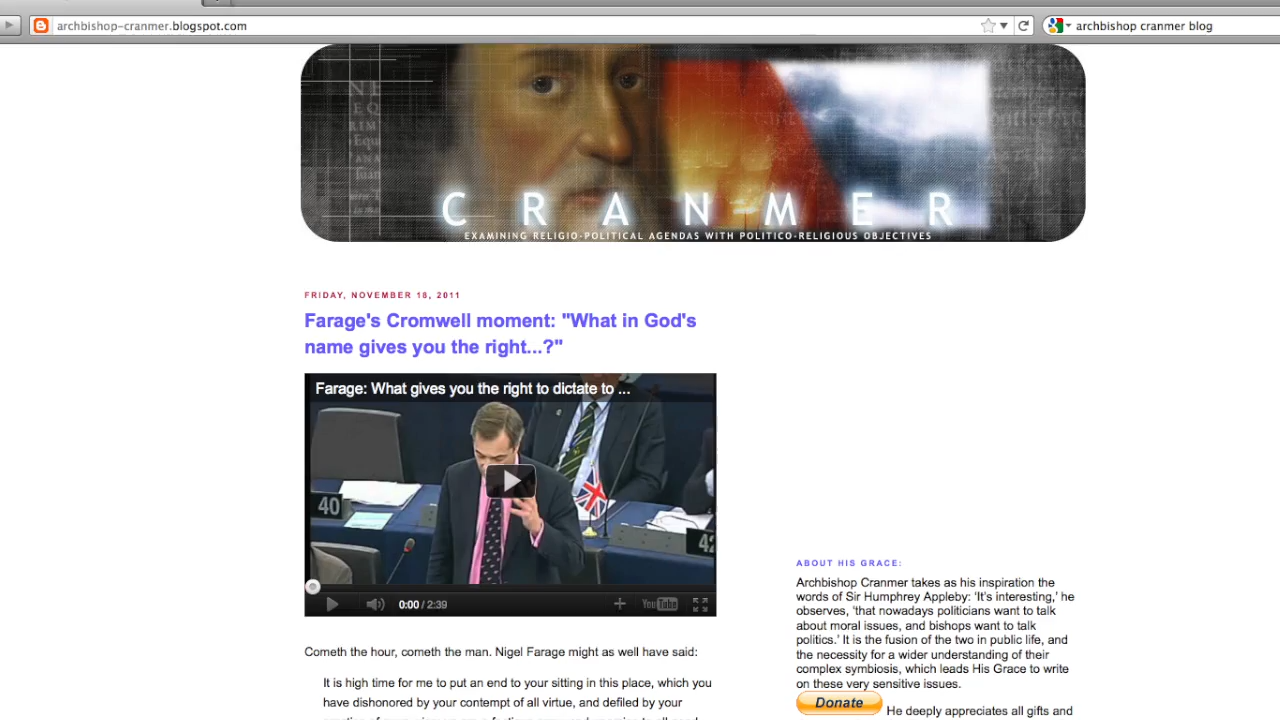 archbishop-cranmer.blogspot.com
archbishop cranmer blog
CRANMER
EXAMINING RELIGIO-POLITICAL AGENDAS WITH POLITICO-RELIGIOUS OBJECTIVES
FRIDAY, NOVEMBER 18, 2011
Farage's Cromwell moment: "What in God's
name gives you the right...?"
Farage: What gives you the right to dictate to ...
40
42
0:00 / 2:39
YouTube
Cometh the hour, cometh the man. Nigel Farage might as well have said:
It is high time for me to put an end to your sitting in this place, which you
have dishonored by your contempt of all virtue, and defiled by your
ABOUT HIS GRACE:
Archbishop Cranmer takes as his inspiration the
words of Sir Humphrey Appleby: ‘It’s interesting,’ he
observes, ‘that nowadays politicians want to talk
about moral issues, and bishops want to talk
politics.’ It is the fusion of the two in public life, and
the necessity for a wider understanding of their
complex symbiosis, which leads His Grace to write
on these very sensitive issues.
Donate He deeply appreciates all gifts and